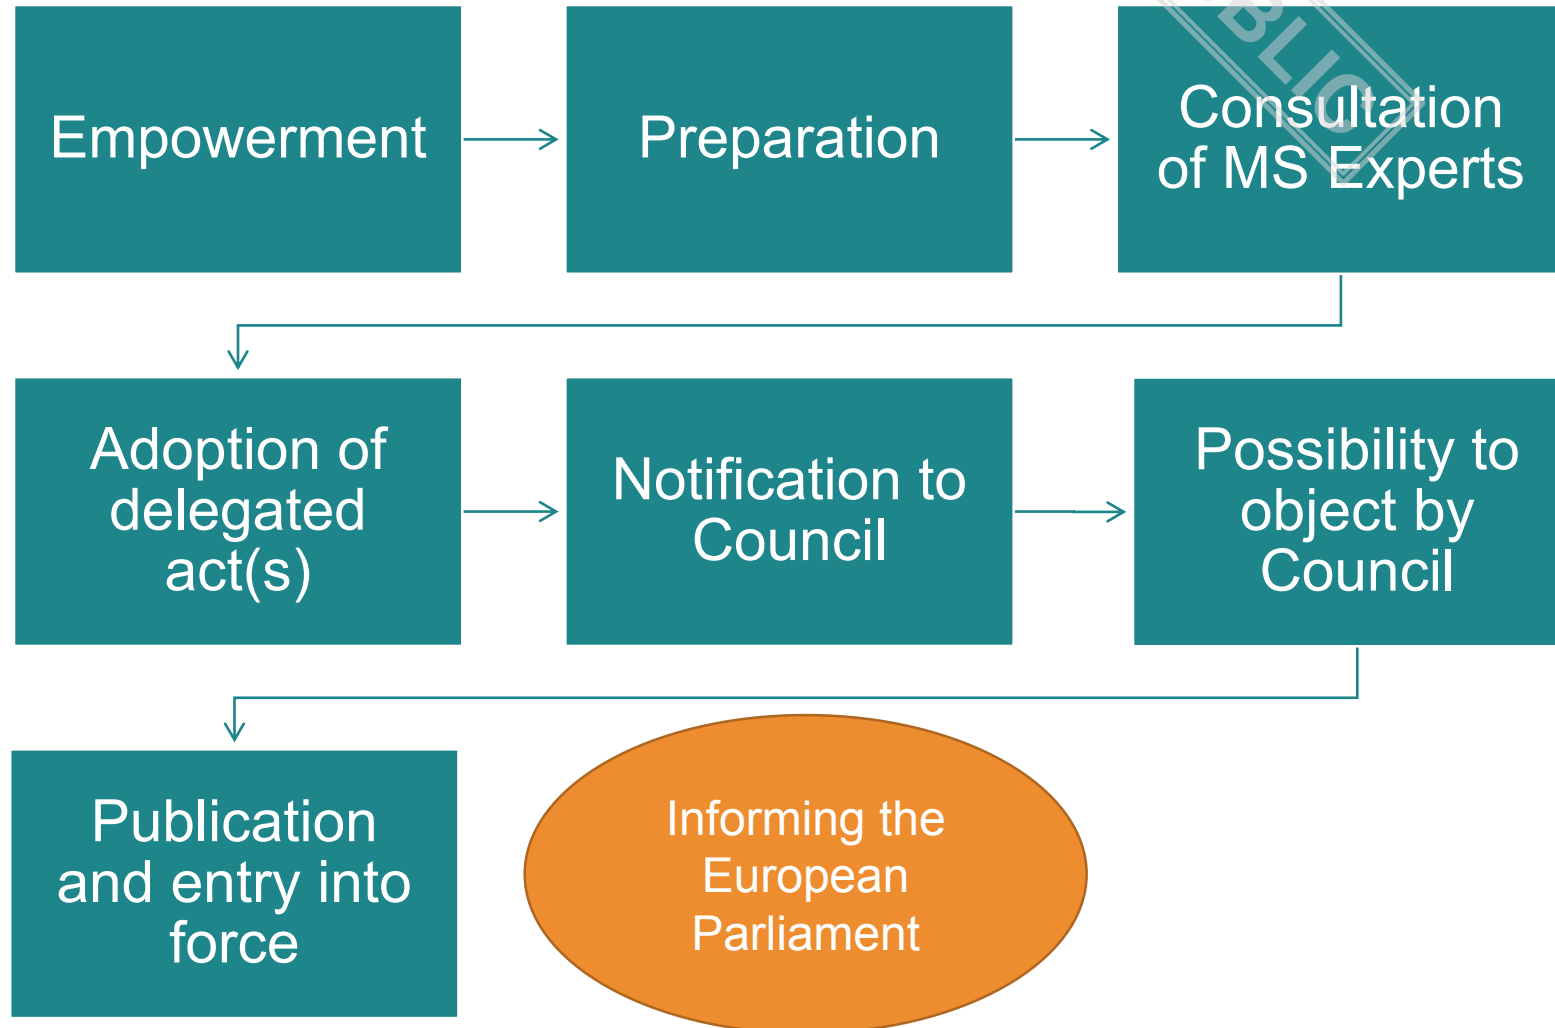 BLIC
Empowerment
Preparation
Consultation
of MS Experts
Adoption of
delegated
act(s)
Notification to
Council
Possibility to
object by
Council
Publication
and entry into
force
Informing the
European
Parliament